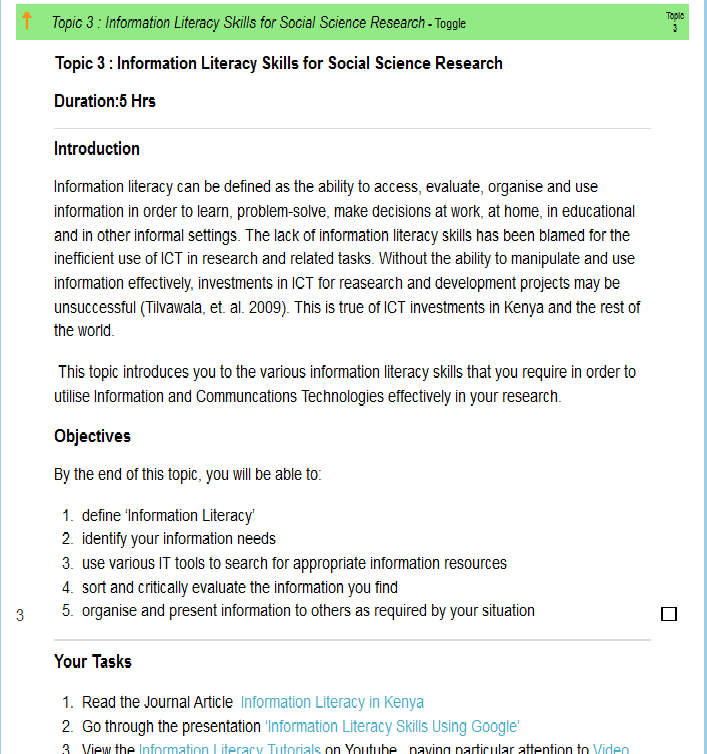 Topic 3 : Information Literacy Skills for Social Science Research - Toggle
Topic
3
Topic 3 : Information Literacy Skills for Social Science Research
Duration:5 Hrs
Introduction
Information literacy can be defined as the ability to access, evaluate, organise and use
information in order to learn, problem-solve, make decisions at work, at home, in educational
and in other informal settings. The lack of information literacy skills has been blamed for the
inefficient use of ICT in research and related tasks. Without the ability to manipulate and use
information effectively, investments in ICT for reasearch and development projects may be
unsuccessful (Tilvawala, et. al. 2009). This is true of ICT investments in Kenya and the rest of
the world.
This topic introduces you to the various information literacy skills that you require in order to
utilise Information and Communcations Technologies effectively in your research.
Objectives
By the end of this topic, you will be able to:
1. define 'Information Literacy'
2. identify your information needs
3. use various IT tools to search for appropriate information resources
4. sort and critically evaluate the information you find
5. organise and present information to others as required by your situation
3
Your Tasks
1. Read the Journal Article Information Literacy in Kenya
2. Go through the presentation 'Information Literacy Skills Using Google'
3. View the Information Literacy Tutorials on Youtube , paying particular attention to Video